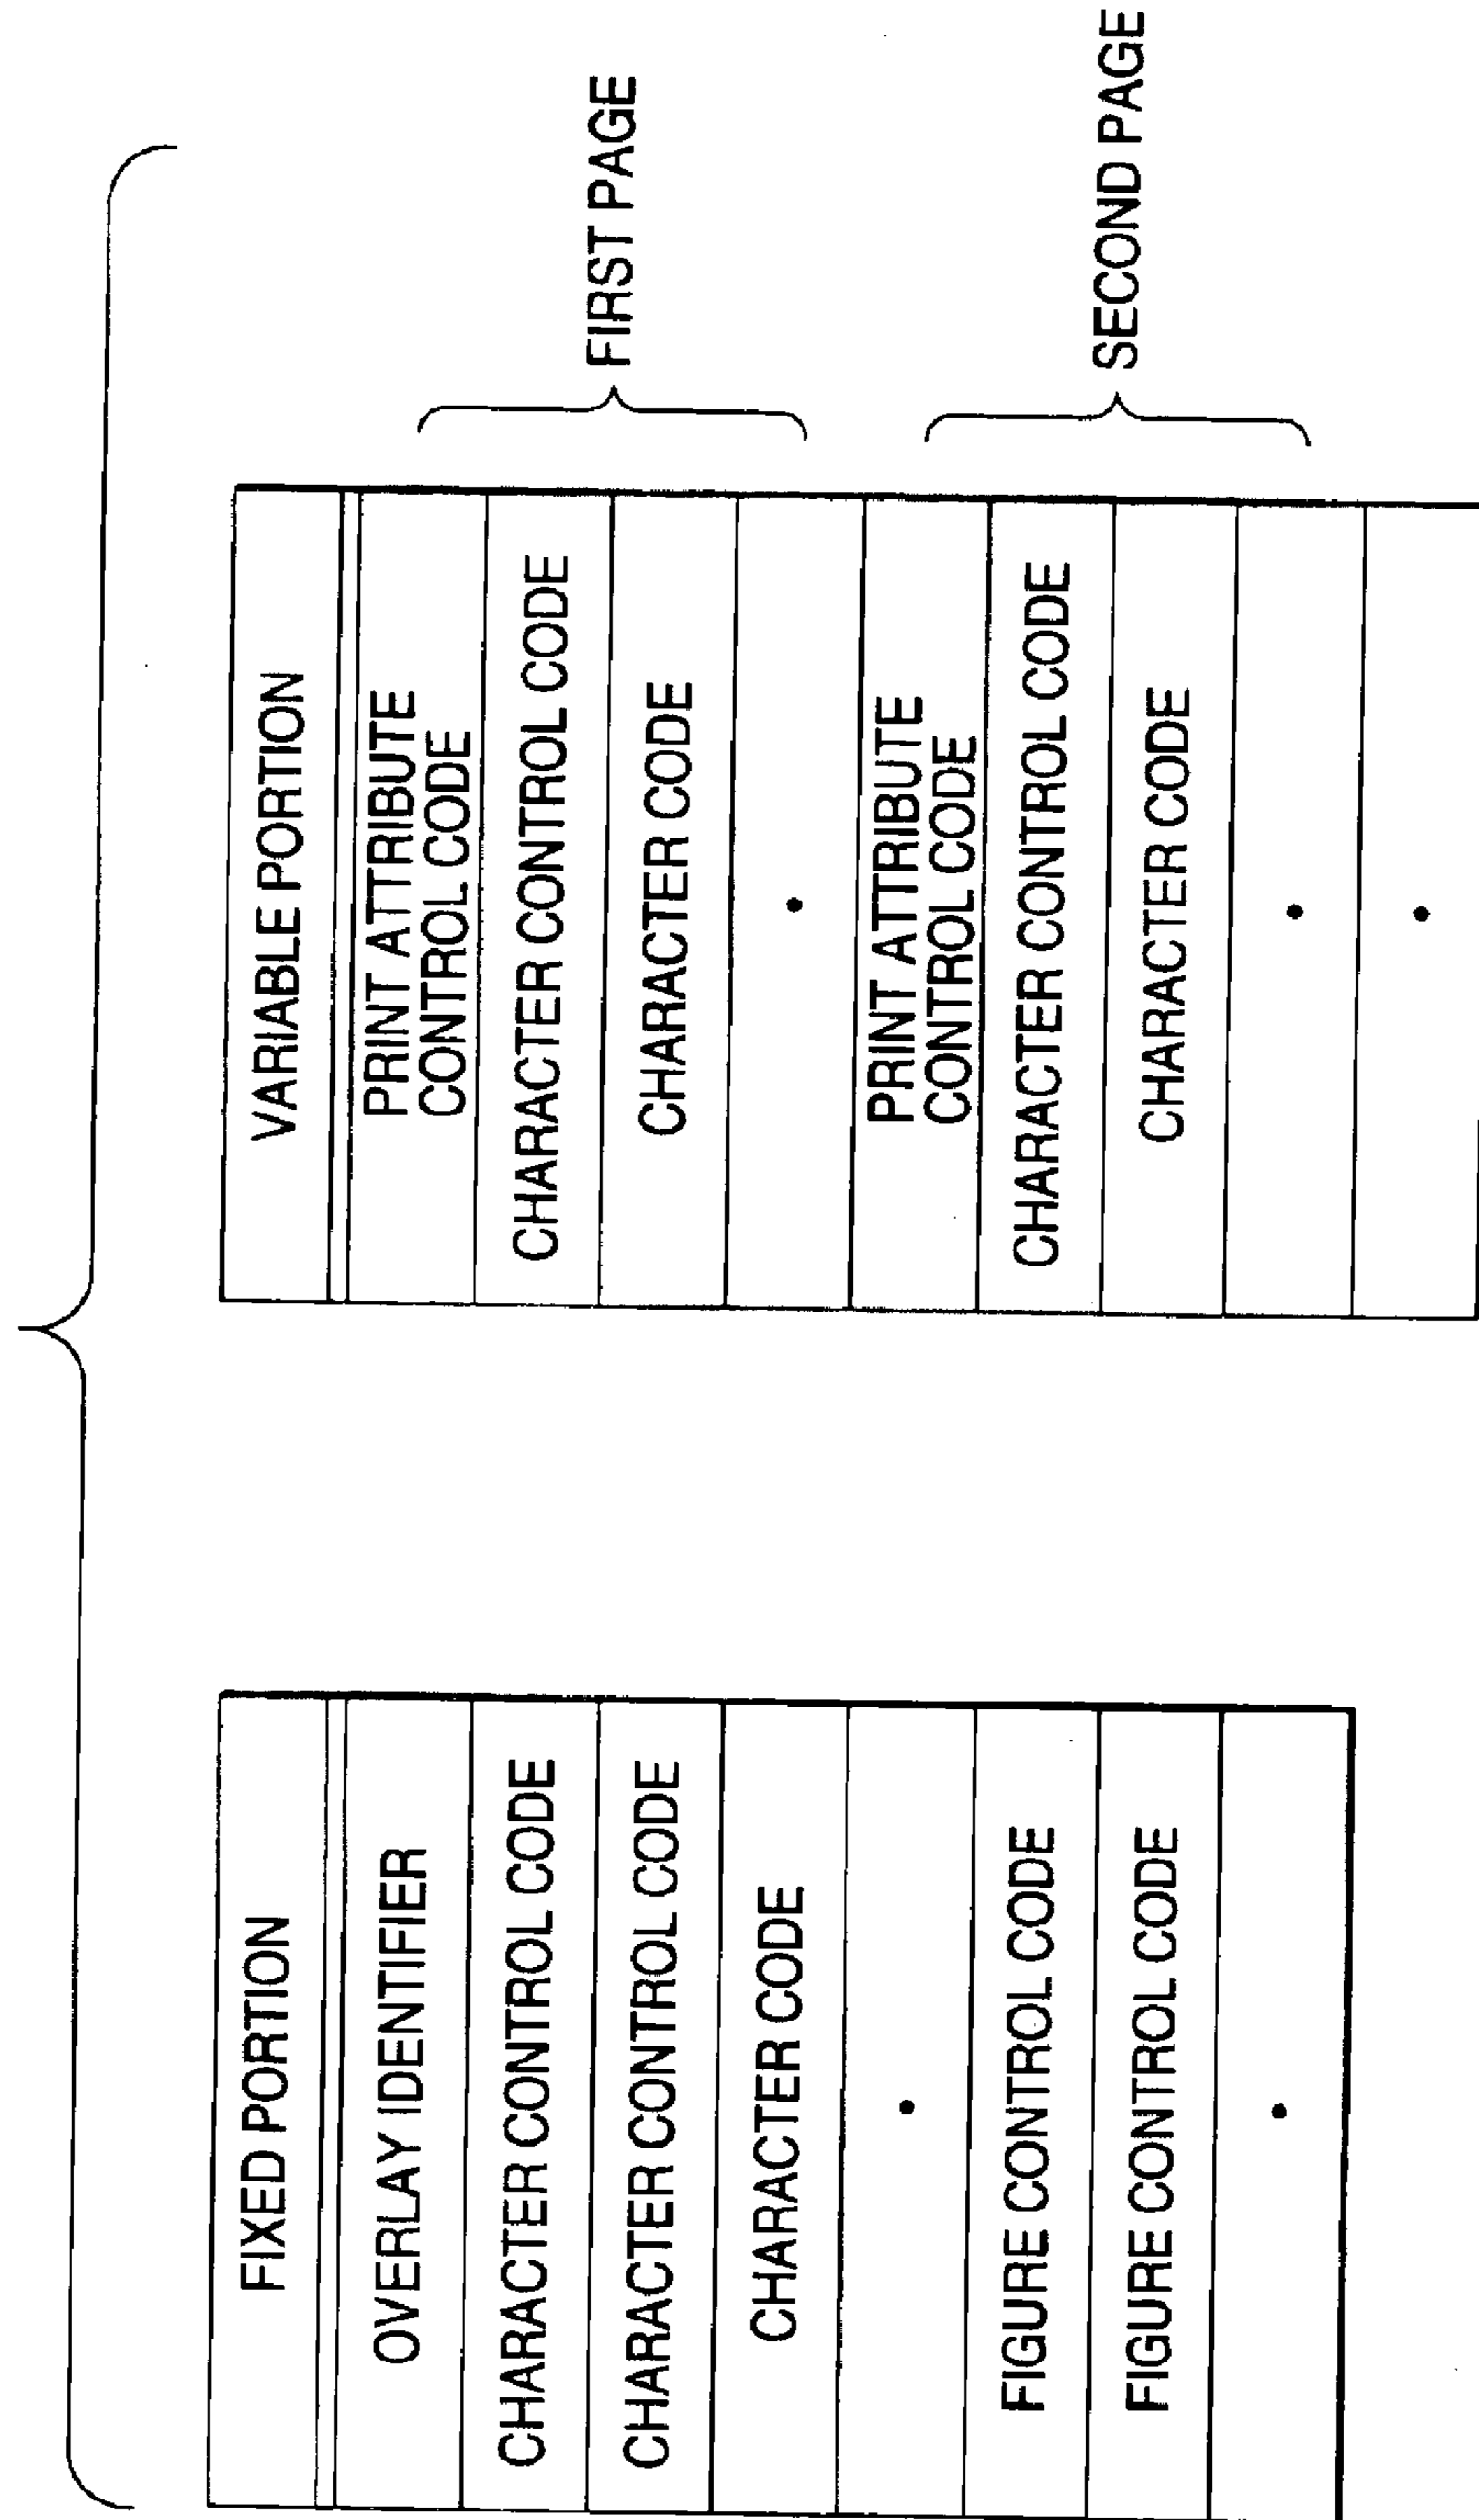 FIXED PORTION
OVERLAY IDENTIFIER
CHARACTER CONTROL CODE
CHARACTER CONTROL CODE
CHARACTER CODE
FIGURE CONTROL CODE
FIGURE CONTROL CODE
VARIABLE PORTION
PRINT ATTRIBUTE
CONTROL CODE
CHARACTER CONTROL CODE
CHARACTER CODE
PRINT ATTRIBUTE
CONTROL CODE
CHARACTER CONTROL CODE
CHARACTER CODE
FIRST PAGE
SECOND PAGE